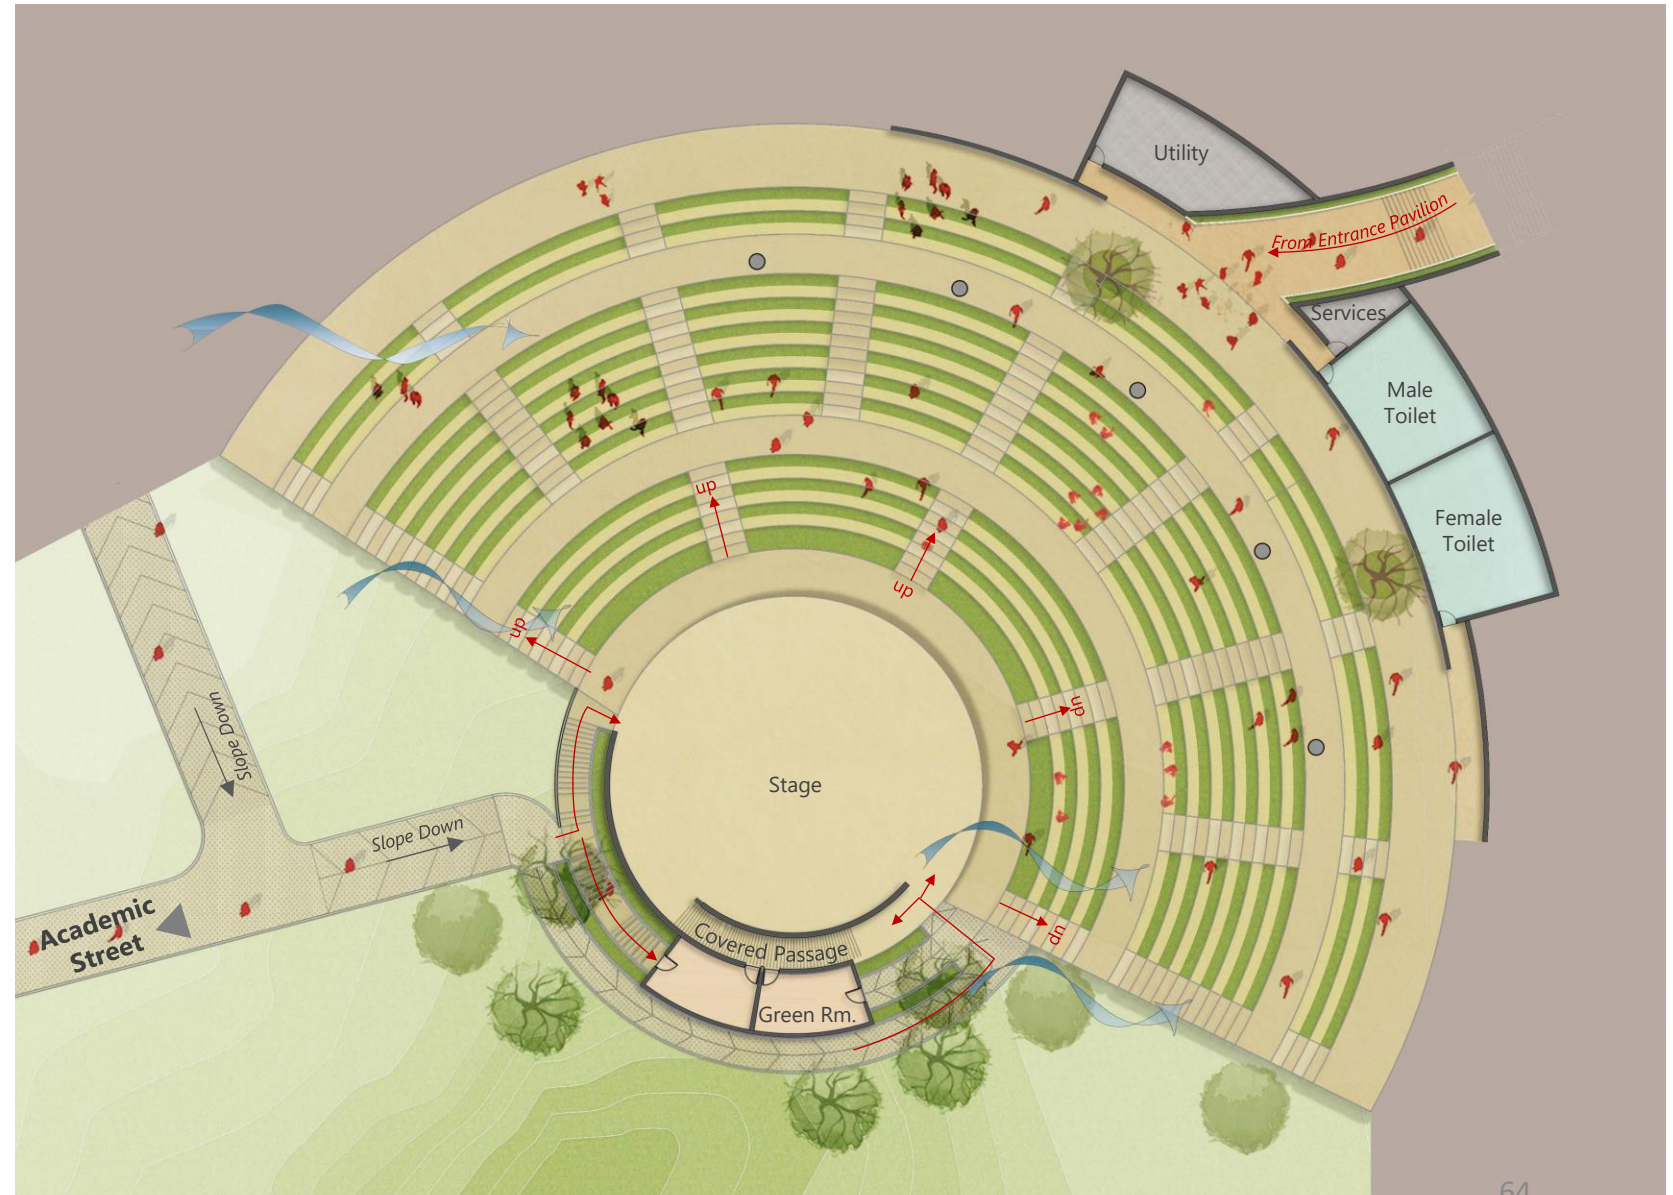 Utility
From Entrance Pavilion
Services
Male
Toilet
Female
Toilet
up
up
up
up
Slope Down
Stage
Slope Down
Academic
Street
Covered Passage
up
Green Rm.
64